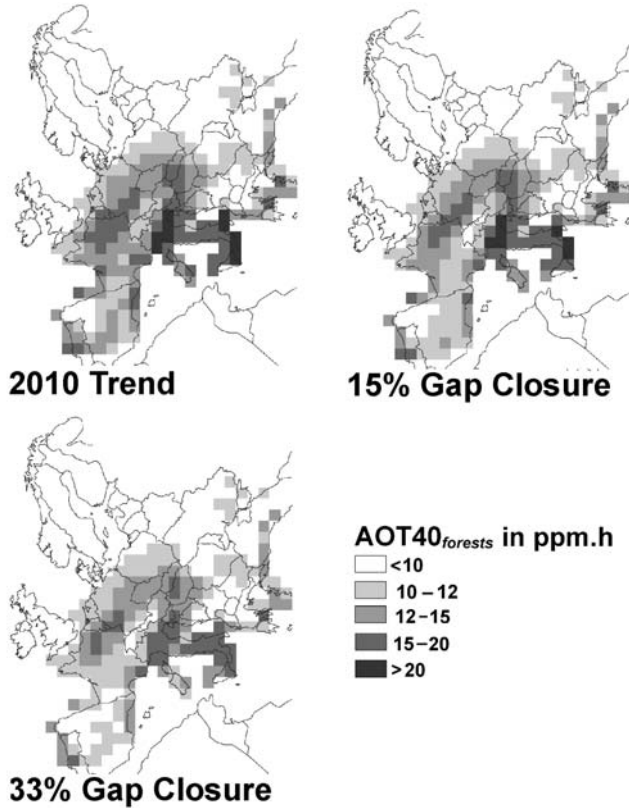 2010 Trend
15% Gap Closure
33% Gap Closure
AOT40forests in ppm.h
<10
10–12
12–15
15–20
>20